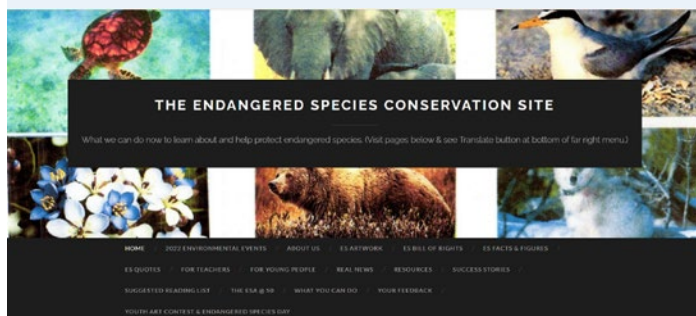 THE ENDANGERED SPECIES CONSERVATION SITE
What we can do now to learn about and help protect endangered species. (Visit pages below & see Translate button at bottom of far right menu.)
HOME / 2022 ENVIRONMENTAL EVENTS / ABOUT US / ES ARTWORK / ES BILL OF RIGHTS / ES FACTS & FIGURES /
ES QUOTES / FOR TEACHERS / FOR YOUNG PEOPLE / REAL NEWS / RESOURCES / SUCCESS STORIES /
SUGGESTED READING LIST / THE ESA @ 50 / WHAT YOU CAN DO / YOUR FEEDBACK /
YOUTH ART CONTEST & ENDANGERED SPECIES DAY